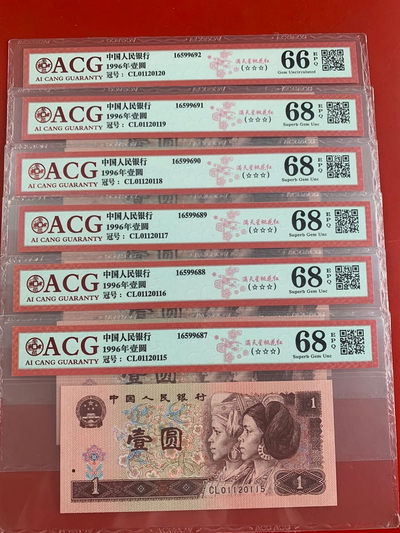 ACG
AI CANG GUARANTY
中国人民银行 16599692
1996年壹圆
冠号：CL01120120
满天星桃花红
(☆☆☆)
66 EPQ
Gem Uncirculated
ACG
AI CANG GUARANTY
中国人民银行 16599691
1996年壹圆
冠号：CL01120119
满天星桃花红
(☆☆☆)
68 EPQ
Superb Gem Unc
ACG
AI CANG GUARANTY
中国人民银行 16599690
1996年壹圆
冠号：CL01120118
满天星桃花红
(☆☆☆)
68 EPQ
Superb Gem Unc
ACG
AI CANG GUARANTY
中国人民银行 16599689
1996年壹圆
冠号：CL01120117
满天星桃花红
(☆☆☆)
68 EPQ
Superb Gem Unc
ACG
AI CANG GUARANTY
中国人民银行 16599688
1996年壹圆
冠号：CL01120116
满天星桃花红
(☆☆☆)
68 EPQ
Superb Gem Unc
ACG
AI CANG GUARANTY
中国人民银行 16599687
1996年壹圆
冠号：CL01120115
满天星桃花红
(☆☆☆)
68 EPQ
Superb Gem Unc
中国人民银行
1
壹圆
1
CL01120115
1